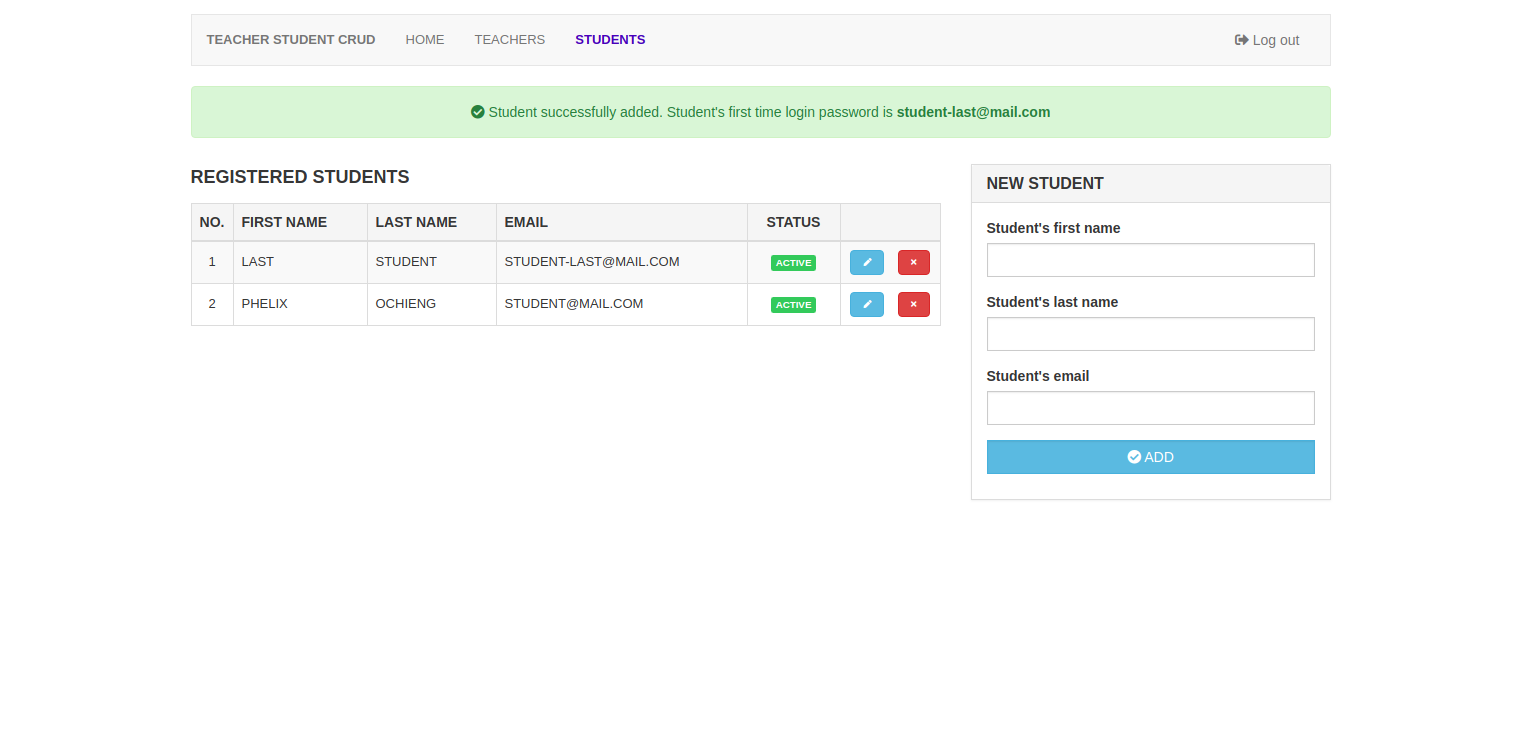 TEACHER STUDENT CRUD HOME TEACHERS STUDENTS Log out
Student successfully added. Student's first time login password is student-last@mail.com
REGISTERED STUDENTS
NO. FIRST NAME LAST NAME EMAIL STATUS
1 LAST STUDENT STUDENT-LAST@MAIL.COM ACTIVE
2 PHELIX OCHIENG STUDENT@MAIL.COM ACTIVE
NEW STUDENT
Student's first name
Student's last name
Student's email
ADD